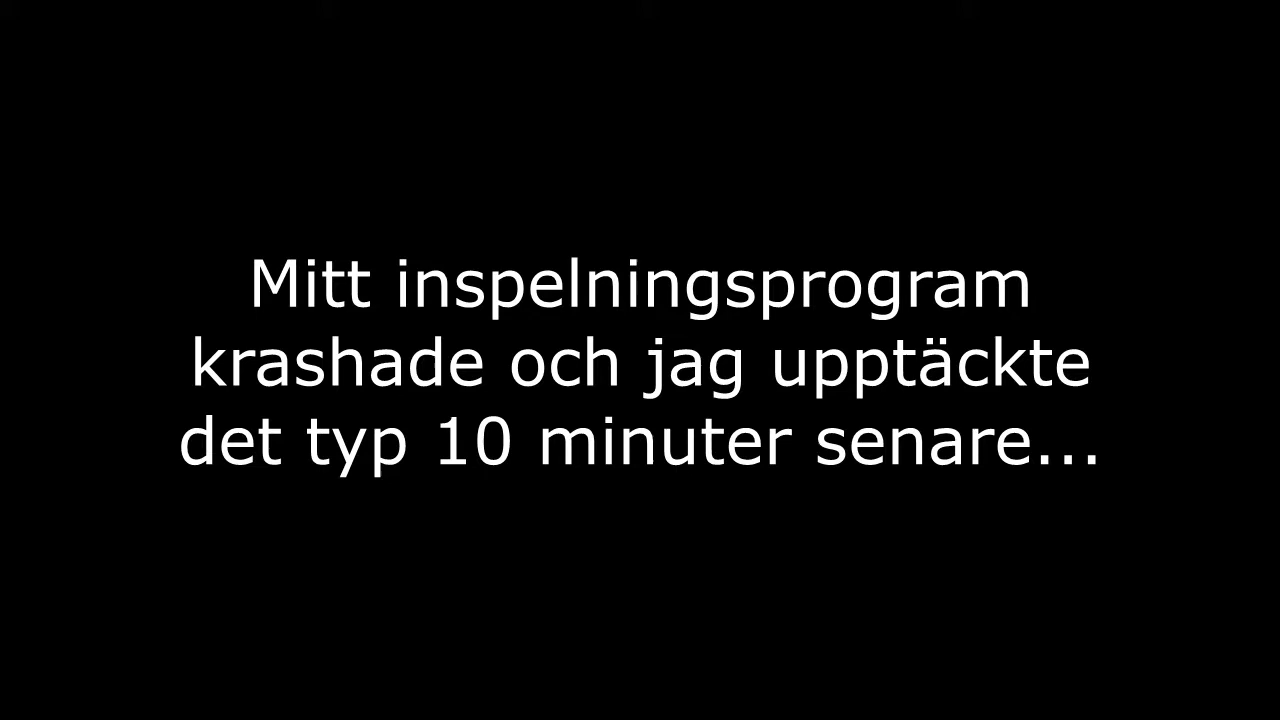 Mitt inspelningsprogram
krashade och jag upptäckte
det typ 10 minuter senare...